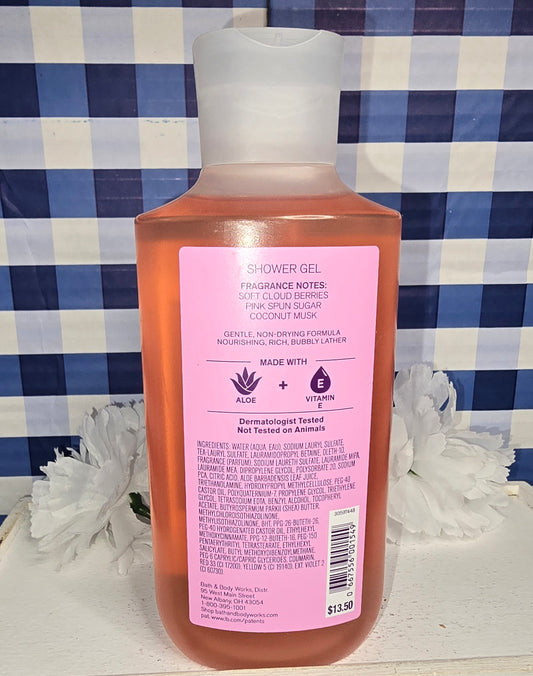 SHOWER GEL
FRAGRANCE NOTES:
SOFT CLOUD BERRIES
PINK SPUN SUGAR
COCONUT MUSK
GENTLE, NON-DRYING FORMULA
NOURISHING, RICH, BUBBLY LATHER
MADE WITH
ALOE
+
E
VITAMIN
E
Dermatologist Tested
Not Tested on Animals
INGREDIENTS: WATER (AQUA, EAU), SODIUM LAURYL SULFATE,
TEA-LAURYL SULFATE, LAURAMIDOPROPYL BETAINE, OLETH-10,
FRAGRANCE (PARFUM), SODIUM LAURETH SULFATE, LAURAMIDE MIPA,
LAURAMIDE MEA, DIPROPYLENE GLYCOL, POLYSORBATE 20, SODIUM
PCA, CITRIC ACID, ALOE BARBADENSIS LEAF JUICE,
TRIETHANOLAMINE, HYDROXYPROPYL METHYLCELLULOSE, PEG-40
CASTOR OIL, POLYQUATERNIUM-7, PROPYLENE GLYCOL, TRIETHYLENE
GLYCOL, TETRASODIUM EDTA, BENZYL ALCOHOL, TOCOPHERYL
ACETATE, BUTYROSPERMUM PARKII (SHEA) BUTTER,
METHYLCHLOROISOTHIAZOLINONE,
METHYLISOTHIAZOLINONE, BHT, PPG-26-BUTETH-26,
PEG-40 HYDROGENATED CASTOR OIL, ETHYLHEXYL
METHOXYCINNAMATE, PPG-12-BUTETH-16, PEG-150
PENTAERYTHRITYL TETRASTEARATE, ETHYLHEXYL
SALICYLATE, BUTYL METHOXYDIBENZOYLMETHANE,
PEG-6 CAPRYLIC/CAPRIC GLYCERIDES, COUMARIN,
RED 33 (CI 17200), YELLOW 5 (CI 19140), EXT. VIOLET 2
(CI 60730).
Bath & Body Works, Distr.
95 West Main Street
New Albany, OH 43054
1-800-395-1001
Shop bathandbodyworks.com
pat. www.lb.com/patents
0 667556 001549
$13.50